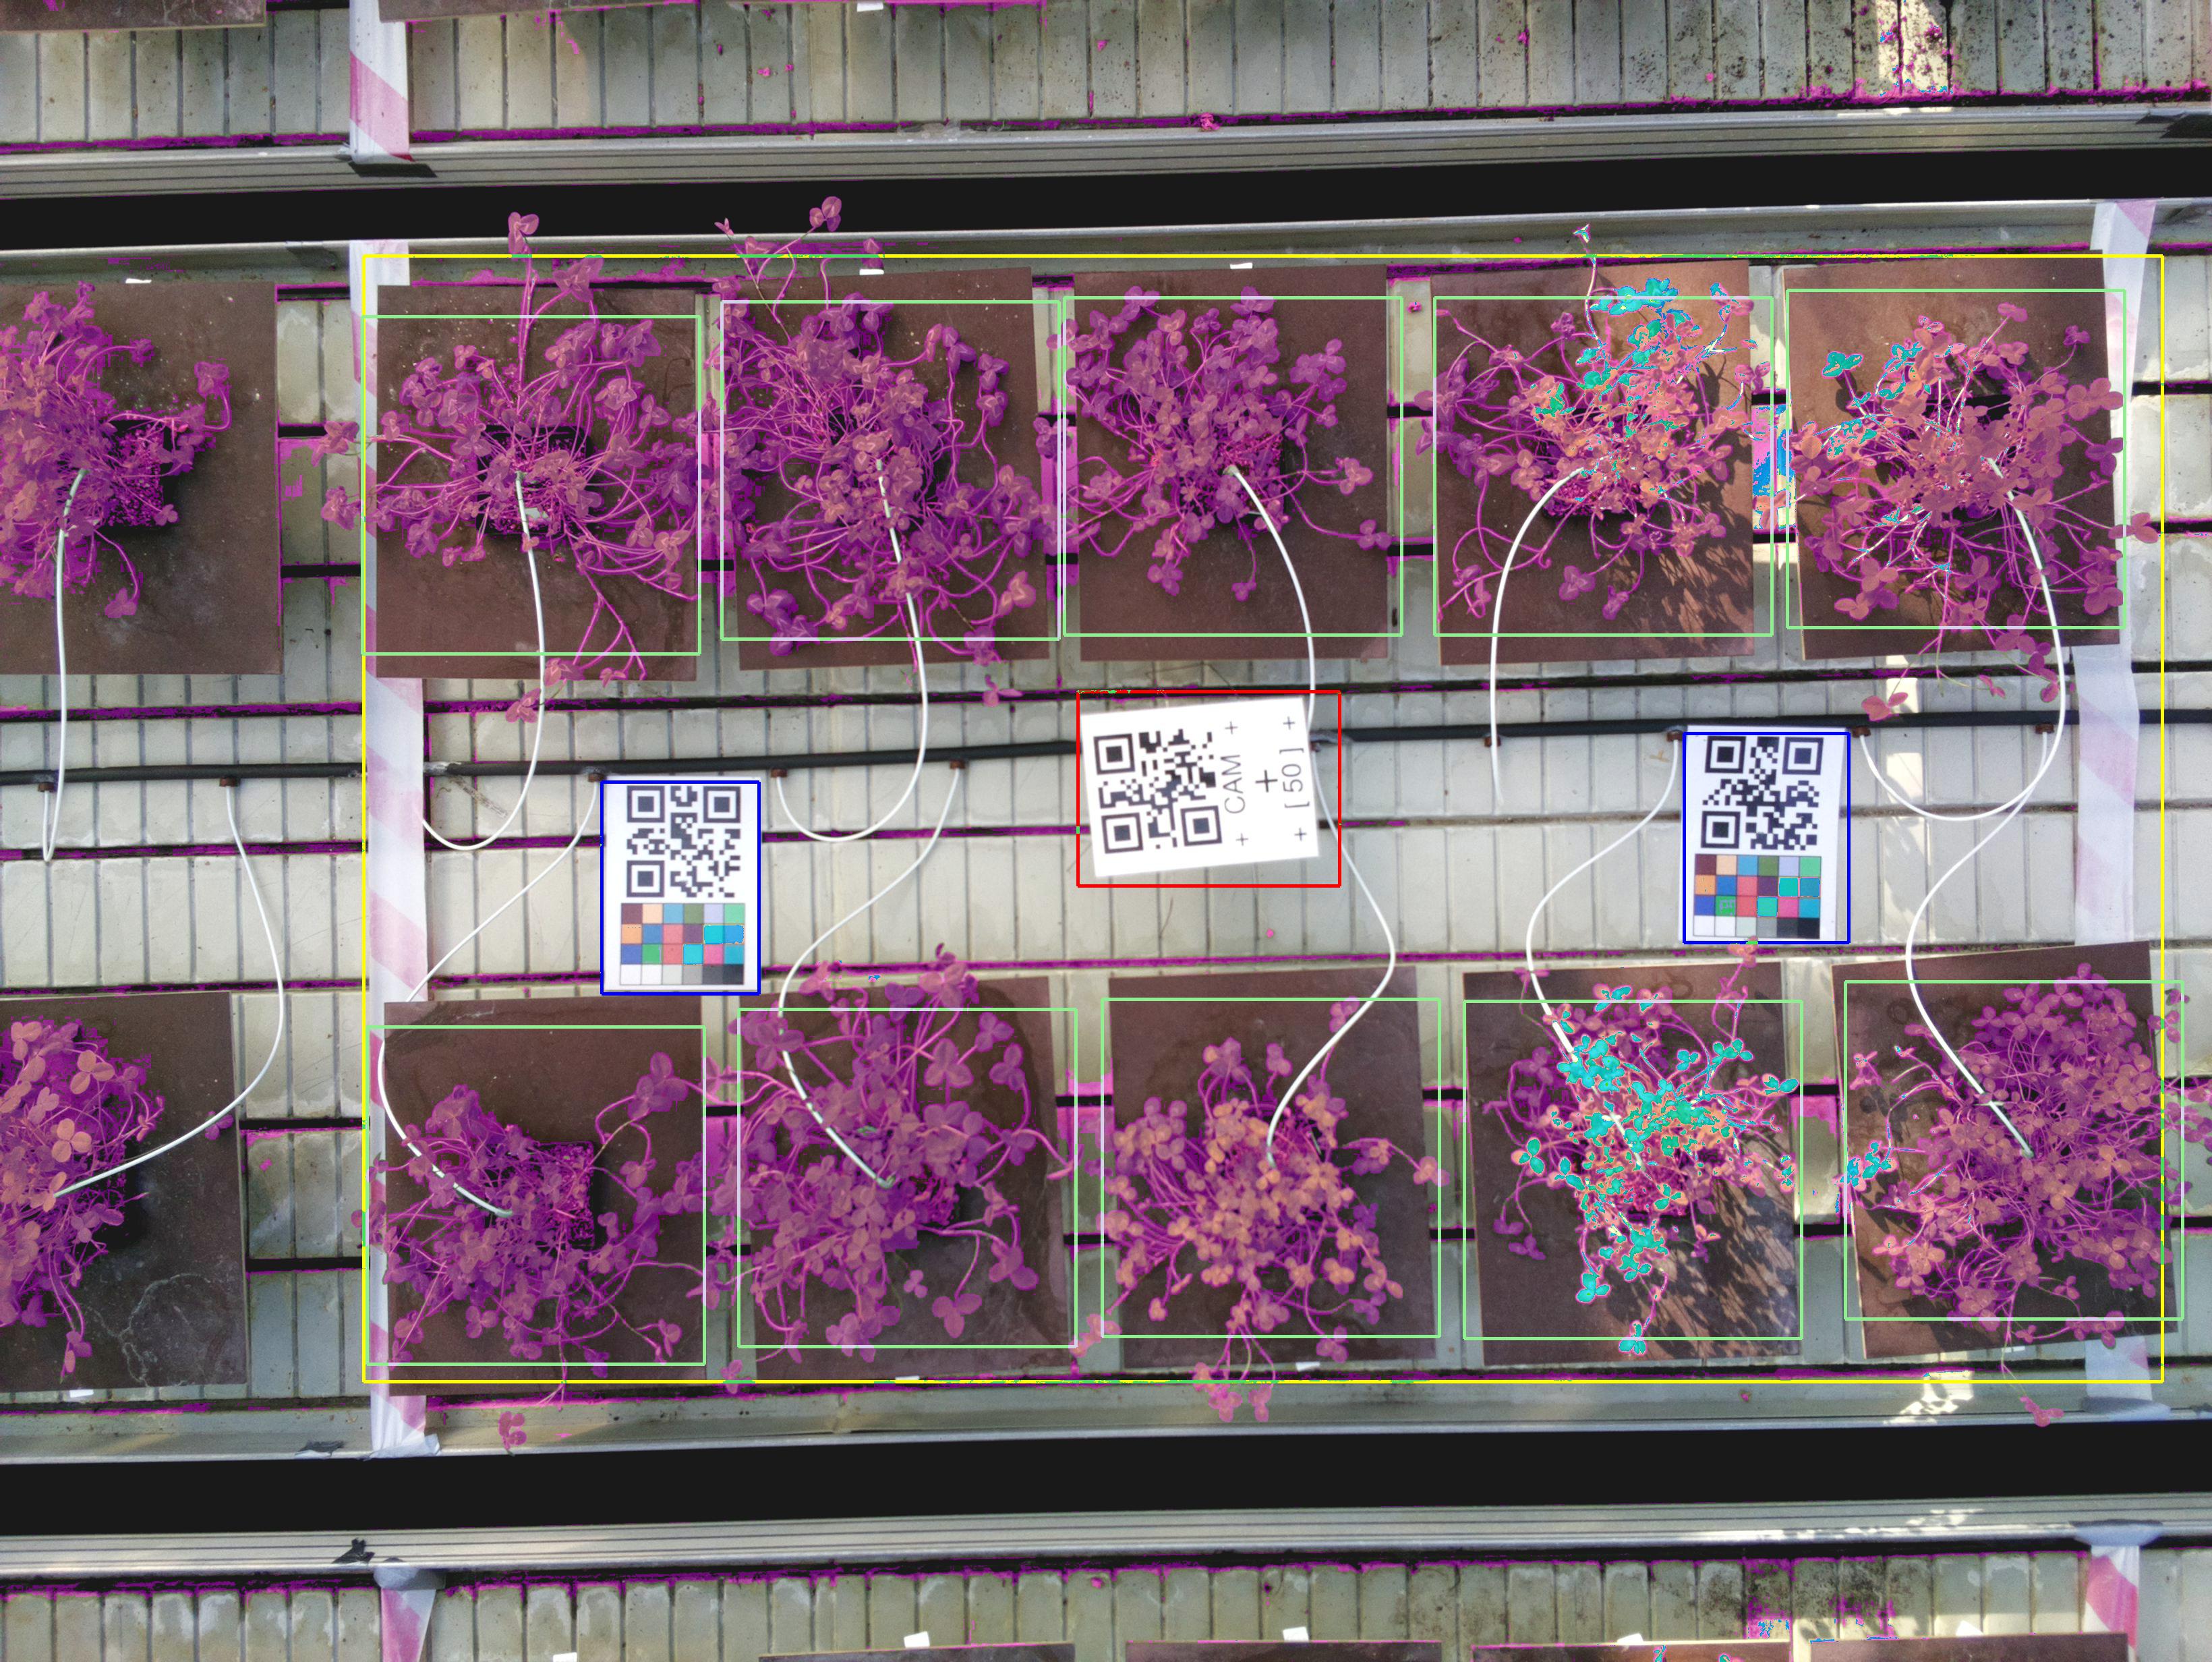 + CAM +
+
+ [ 50 ] +